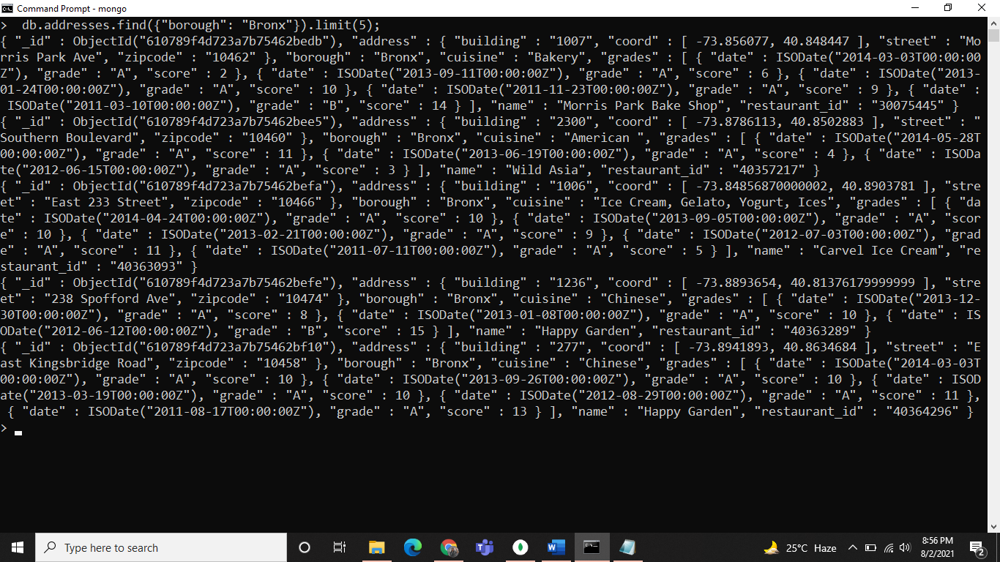 Command Prompt - mongo
>  db.addresses.find({"borough": "Bronx"}).limit(5);
{ "_id" : ObjectId("610789f4d723a7b75462bedb"), "address" : { "building" : "1007", "coord" : [ -73.856077, 40.848447 ], "street" : "Mo
rris Park Ave", "zipcode" : "10462" }, "borough" : "Bronx", "cuisine" : "Bakery", "grades" : [ { "date" : ISODate("2014-03-03T00:00:00
Z"), "grade" : "A", "score" : 2 }, { "date" : ISODate("2013-09-11T00:00:00Z"), "grade" : "A", "score" : 6 }, { "date" : ISODate("2013-
01-24T00:00:00Z"), "grade" : "A", "score" : 10 }, { "date" : ISODate("2011-11-23T00:00:00Z"), "grade" : "A", "score" : 9 }, { "date" :
 ISODate("2011-03-10T00:00:00Z"), "grade" : "B", "score" : 14 } ], "name" : "Morris Park Bake Shop", "restaurant_id" : "30075445" }
{ "_id" : ObjectId("610789f4d723a7b75462bee5"), "address" : { "building" : "2300", "coord" : [ -73.8786113, 40.8502883 ], "street" : "
Southern Boulevard", "zipcode" : "10460" }, "borough" : "Bronx", "cuisine" : "American ", "grades" : [ { "date" : ISODate("2014-05-28T
00:00:00Z"), "grade" : "A", "score" : 11 }, { "date" : ISODate("2013-06-19T00:00:00Z"), "grade" : "A", "score" : 4 }, { "date" : ISODa
te("2012-06-15T00:00:00Z"), "grade" : "A", "score" : 3 } ], "name" : "Wild Asia", "restaurant_id" : "40357217" }
{ "_id" : ObjectId("610789f4d723a7b75462befa"), "address" : { "building" : "1006", "coord" : [ -73.84856870000002, 40.8903781 ], "stre
et" : "East 233 Street", "zipcode" : "10466" }, "borough" : "Bronx", "cuisine" : "Ice Cream, Gelato, Yogurt, Ices", "grades" : [ { "da
te" : ISODate("2014-04-24T00:00:00Z"), "grade" : "A", "score" : 10 }, { "date" : ISODate("2013-09-05T00:00:00Z"), "grade" : "A", "scor
e" : 10 }, { "date" : ISODate("2013-02-21T00:00:00Z"), "grade" : "A", "score" : 9 }, { "date" : ISODate("2012-07-03T00:00:00Z"), "grad
e" : "A", "score" : 11 }, { "date" : ISODate("2011-07-11T00:00:00Z"), "grade" : "A", "score" : 5 } ], "name" : "Carvel Ice Cream", "re
staurant_id" : "40363093" }
{ "_id" : ObjectId("610789f4d723a7b75462befe"), "address" : { "building" : "1236", "coord" : [ -73.8893654, 40.81376179999999 ], "stre
et" : "238 Spofford Ave", "zipcode" : "10474" }, "borough" : "Bronx", "cuisine" : "Chinese", "grades" : [ { "date" : ISODate("2013-12-
30T00:00:00Z"), "grade" : "A", "score" : 8 }, { "date" : ISODate("2013-01-08T00:00:00Z"), "grade" : "A", "score" : 10 }, { "date" : IS
ODate("2012-06-12T00:00:00Z"), "grade" : "B", "score" : 15 } ], "name" : "Happy Garden", "restaurant_id" : "40363289" }
{ "_id" : ObjectId("610789f4d723a7b75462bf10"), "address" : { "building" : "277", "coord" : [ -73.8941893, 40.8634684 ], "street" : "E
ast Kingsbridge Road", "zipcode" : "10458" }, "borough" : "Bronx", "cuisine" : "Chinese", "grades" : [ { "date" : ISODate("2014-03-03T
00:00:00Z"), "grade" : "A", "score" : 10 }, { "date" : ISODate("2013-09-26T00:00:00Z"), "grade" : "A", "score" : 10 }, { "date" : ISOD
ate("2013-03-19T00:00:00Z"), "grade" : "A", "score" : 10 }, { "date" : ISODate("2012-08-29T00:00:00Z"), "grade" : "A", "score" : 11 },
 { "date" : ISODate("2011-08-17T00:00:00Z"), "grade" : "A", "score" : 13 } ], "name" : "Happy Garden", "restaurant_id" : "40364296" }
>
Type here to search
25°C Haze
8:56 PM
8/2/2021
2